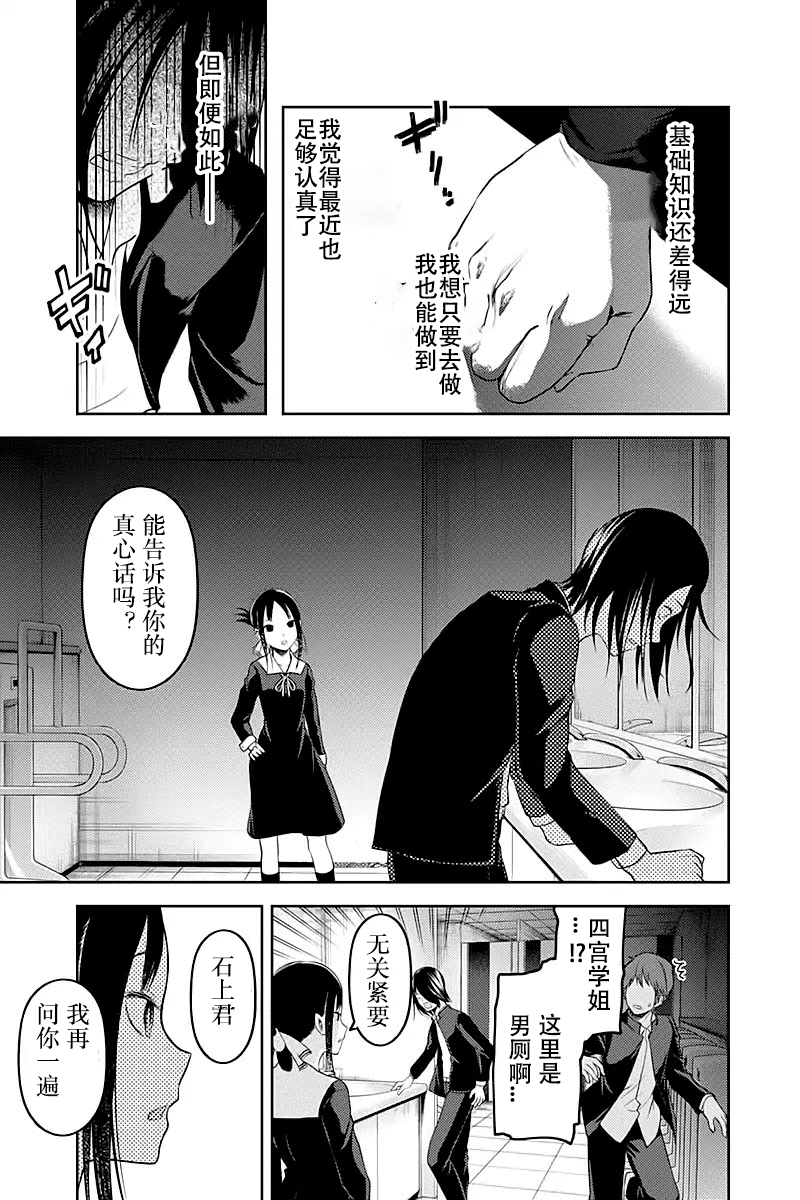 基础知识还差得远
我想只要去做
我也能做到
我觉得最近也
足够认真了
但即便如此
能告诉我你的
真心话吗？
四宫学姐
…!?
这里是
男厕啊…
无关紧要
石上君
我再
问你一遍